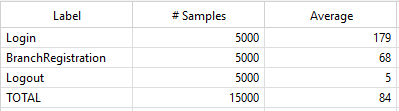 Label # Samples Average
Login 5000 179
BranchRegistration 5000 68
Logout 5000 5
TOTAL 15000 84